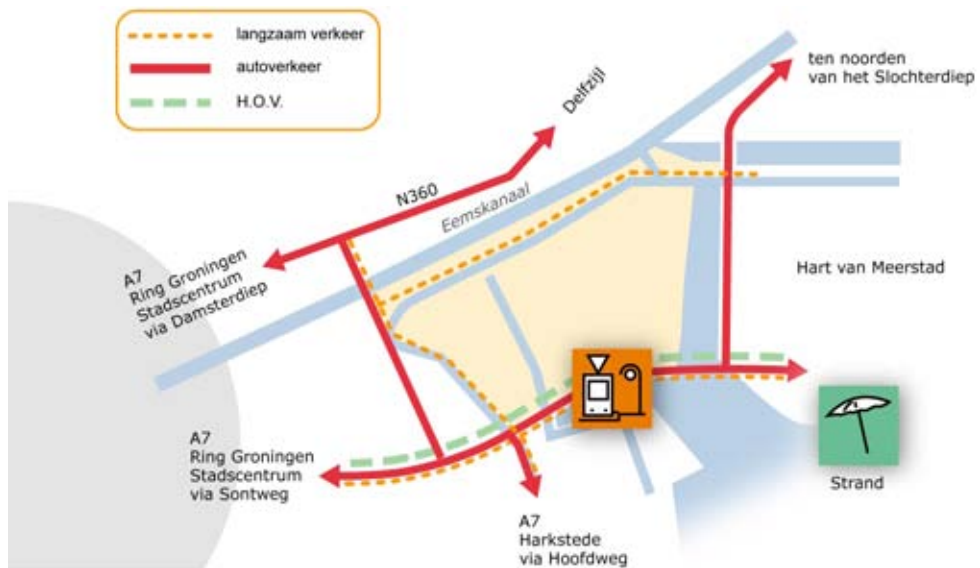 langzaam verkeer
autoverkeer
H.O.V.
ten noorden
van het Slochterdiep
Delfzijl
N360
Eemskanaal
A7
Ring Groningen
Stadscentrum
via Damsterdiep
Hart van Meerstad
A7
Ring Groningen
Stadscentrum
via Sontweg
Strand
A7
Harkstede
via Hoofdweg